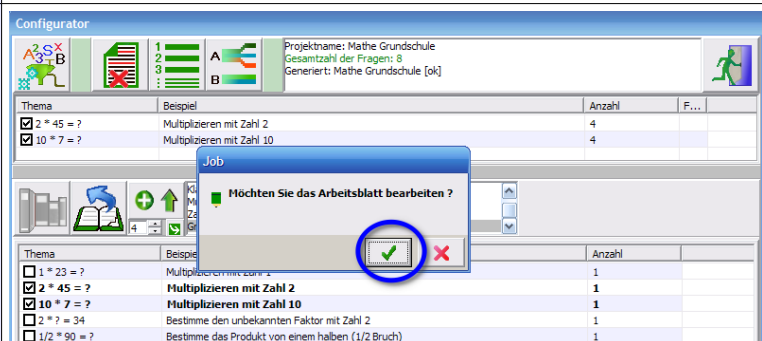 Configurator
Projektname: Mathe Grundschule
Gesamtzahl der Fragen: 8
Generiert: Mathe Grundschule [ok]
Thema Beispiel Anzahl F...
2 * 45 = ? Multiplizieren mit Zahl 2 4
10 * 7 = ? Multiplizieren mit Zahl 10 4
Job
Möchten Sie das Arbeitsblatt bearbeiten ?
4
Thema Beispie Anzahl
1 * 23 = ? Multiplizieren mit Zahl 1 1
2 * 45 = ? Multiplizieren mit Zahl 2 1
10 * 7 = ? Multiplizieren mit Zahl 10 1
2 * ? = 34 Bestimme den unbekannten Faktor mit Zahl 2 1
1/2 * 90 = ? Bestimme das Produkt von einem halben (1/2 Bruch) 1